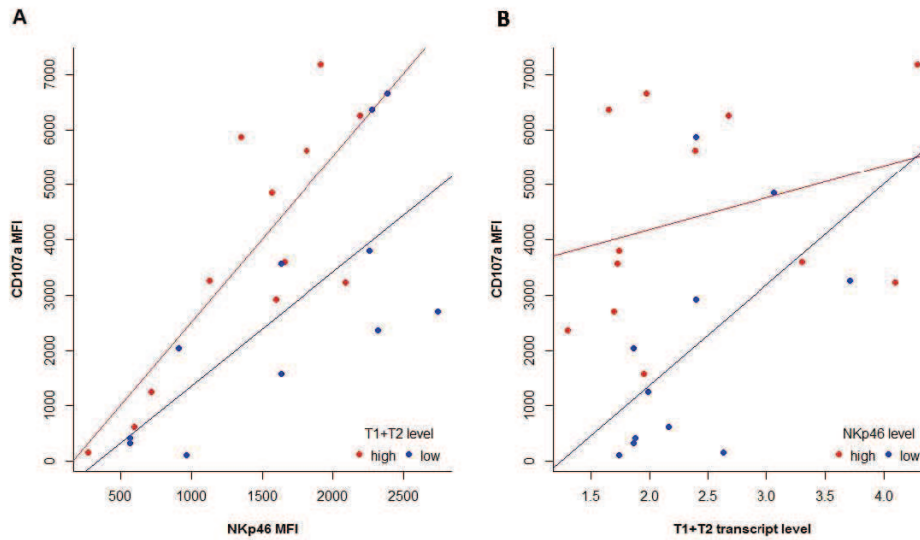 A
CD107a MFI
7000
6000
5000
4000
3000
2000
1000
0
T1+T2 level
high low
500 1000 1500 2000 2500
NKp46 MFI
B
CD107a MFI
7000
6000
5000
4000
3000
2000
1000
0
NKp46 level
high low
1.5 2.0 2.5 3.0 3.5 4.0
T1+T2 transcript level